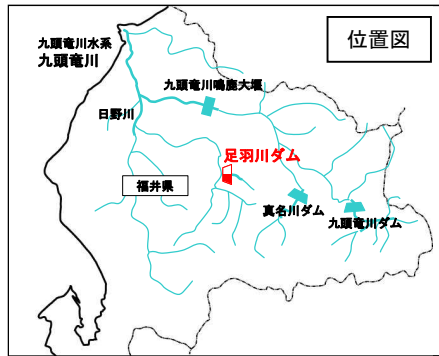 位置図
九頭竜川水系
九頭竜川
九頭竜川鳴鹿大堰
日野川
足羽川ダム
福井県
真名川ダム
九頭竜川ダム